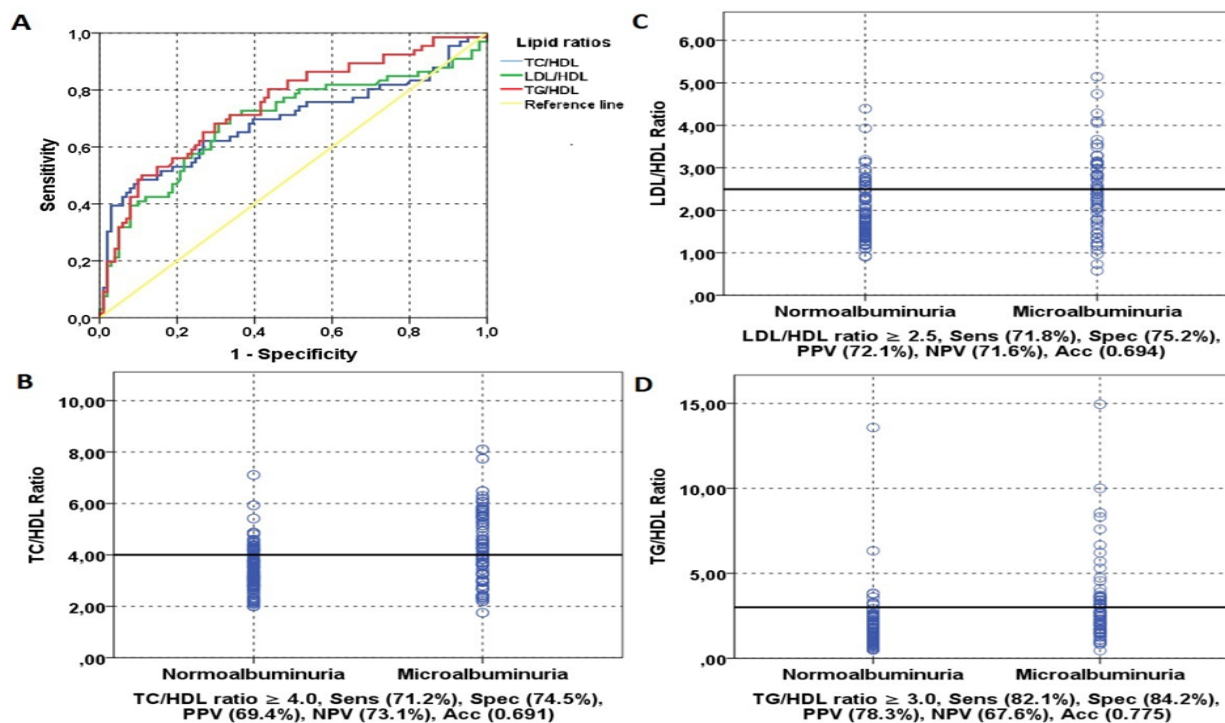 A
1,0
0,8
0,6
0,4
0,2
0,0
Sensitivity
0,0 0,2 0,4 0,6 0,8 1,0
1 - Specificity
Lipid ratios
TC/HDL
LDL/HDL
TG/HDL
Reference line
C
6,00
5,00
4,00
3,00
2,00
1,00
,00
LDL/HDL Ratio
Normoalbuminuria Microalbuminuria
LDL/HDL ratio ≥ 2.5, Sens (71.8%), Spec (75.2%),
PPV (72.1%), NPV (71.6%), Acc (0.694)
B
10,00
8,00
6,00
4,00
2,00
,00
TC/HDL Ratio
Normoalbuminuria Microalbuminuria
TC/HDL ratio ≥ 4.0, Sens (71.2%), Spec (74.5%),
PPV (69.4%), NPV (73.1%), Acc (0.691)
D
15,00
10,00
5,00
,00
TG/HDL Ratio
Normoalbuminuria Microalbuminuria
TG/HDL ratio ≥ 3.0, Sens (82.1%), Spec (84.2%),
PPV (78.3%), NPV (67.6%), Acc (0.775)